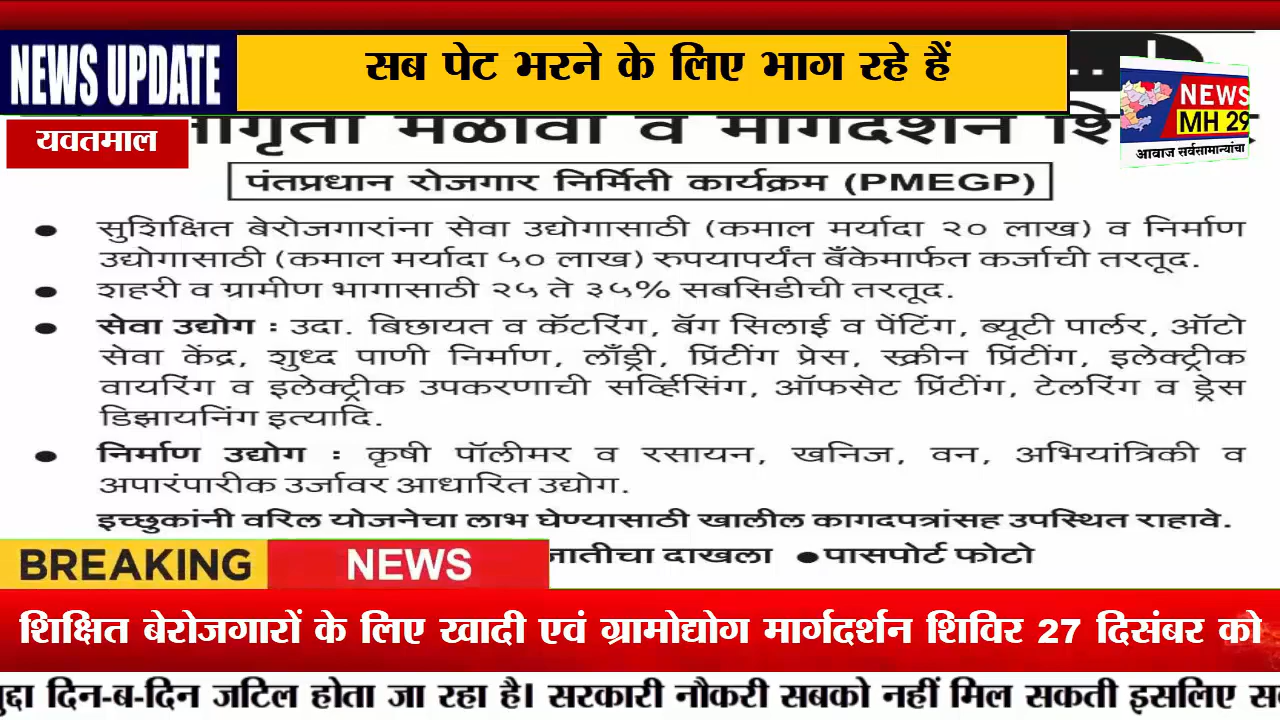 NEWS UPDATE
सब पेट भरने के लिए भाग रहे हैं
यवतमाल
NEWS
MH 29
आवाज सर्वसामान्यांचा
मेळावा व मार्गदर्शन
पंतप्रधान रोजगार निर्मिती कार्यक्रम (PMEGP)
● सुशिक्षित बेरोजगारांना सेवा उद्योगासाठी (कमाल मर्यादा २० लाख) व निर्माण
उद्योगासाठी (कमाल मर्यादा ५० लाख) रुपयापर्यंत बँकेमार्फत कर्जाची तरतूद.
● शहरी व ग्रामीण भागासाठी २५ ते ३५% सबसिडीची तरतूद.
● सेवा उद्योग : उदा. बिछायत व कॅटरिंग, बॅग सिलाई व पेंटिंग, ब्यूटी पार्लर, ऑटो
सेवा केंद्र, शुध्द पाणी निर्माण, लाँड्री, प्रिंटींग प्रेस, स्क्रीन प्रिंटींग, इलेक्ट्रीक
वायरिंग व इलेक्ट्रीक उपकरणाची सर्व्हिसिंग, ऑफसेट प्रिंटींग, टेलरिंग व ड्रेस
डिझायनिंग इत्यादि.
● निर्माण उद्योग : कृषी पॉलीमर व रसायन, खनिज, वन, अभियांत्रिकी व
अपारंपारीक उर्जावर आधारित उद्योग.
इच्छुकांनी वरिल योजनेचा लाभ घेण्यासाठी खालील कागदपत्रांसह उपस्थित राहावे.
जातीचा दाखला ●पासपोर्ट फोटो
BREAKING NEWS
शिक्षित बेरोजगारों के लिए खादी एवं ग्रामोद्योग मार्गदर्शन शिविर 27 दिसंबर को
दिन-ब-दिन जटिल होता जा रहा है। सरकारी नौकरी सबको नहीं मिल सकती इसलिए